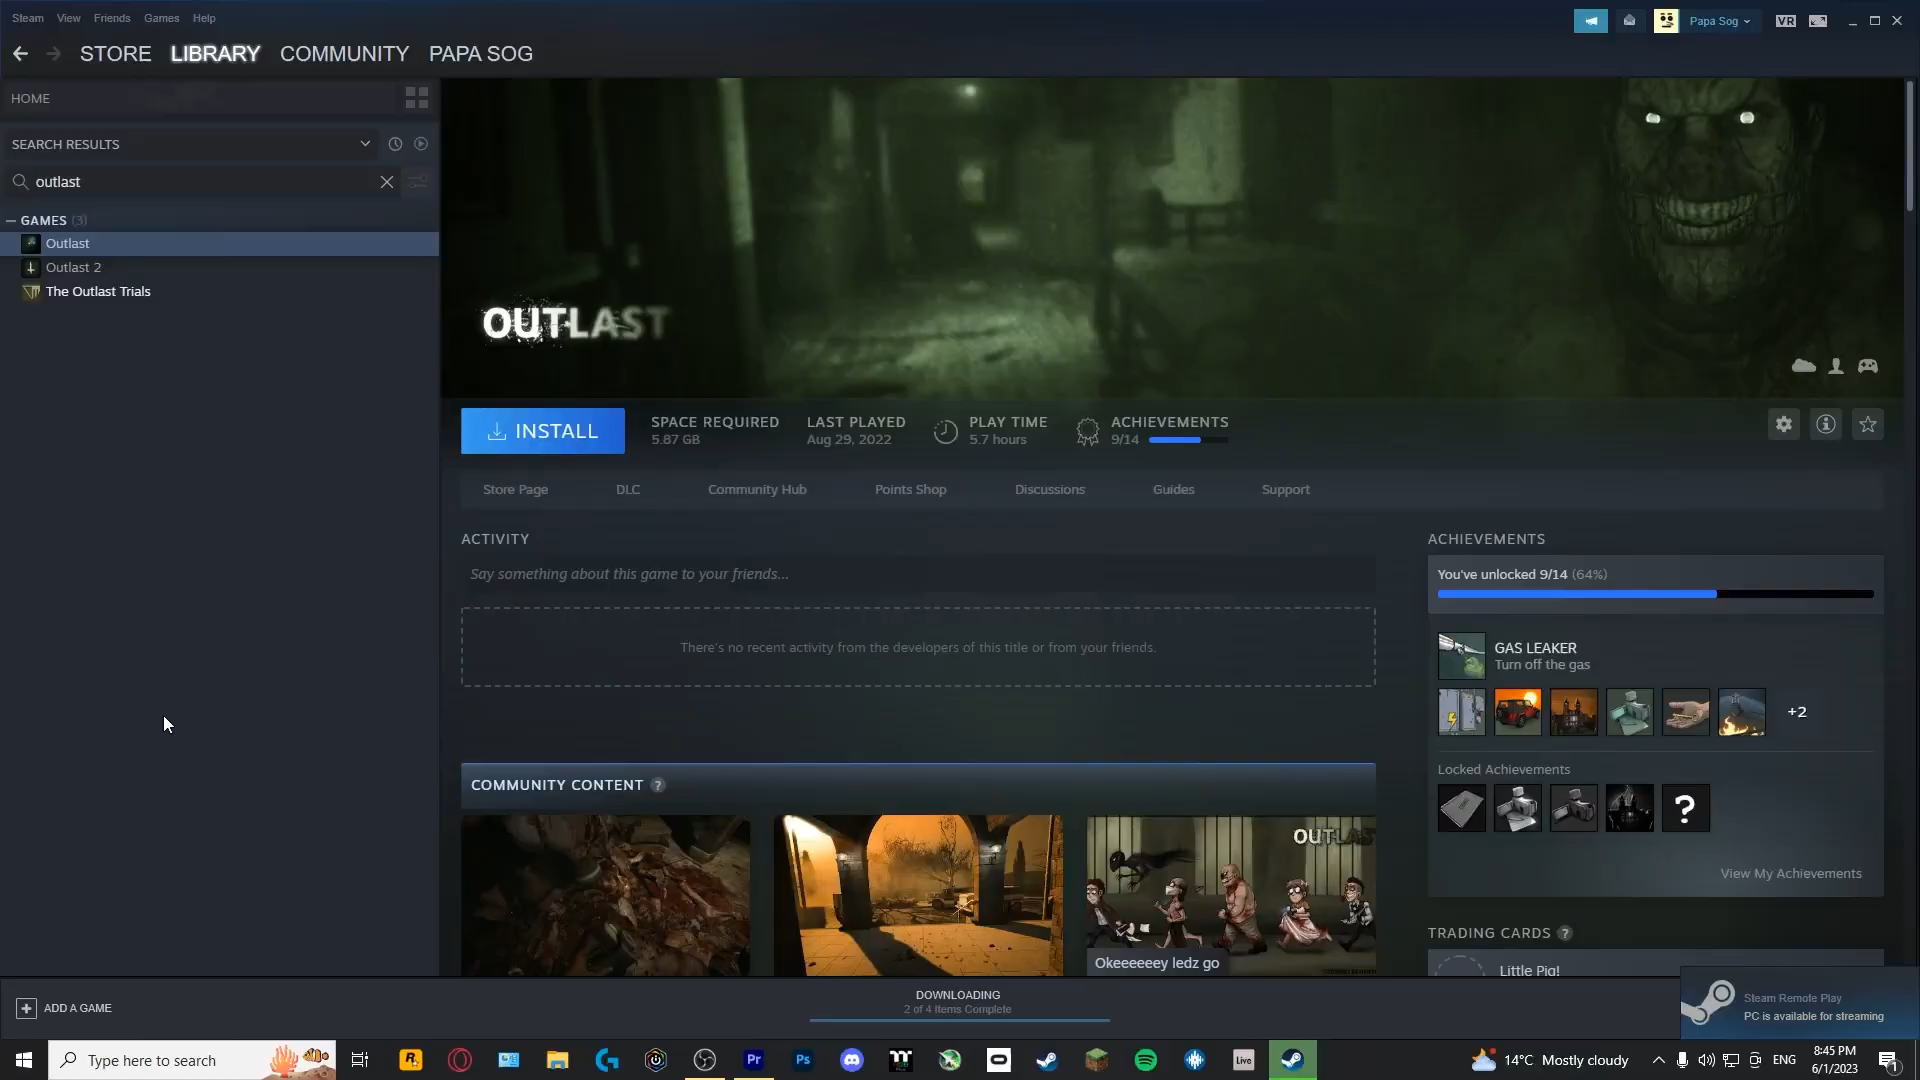 Steam View Friends Games Help
Papa Sog
VR
STORE LIBRARY COMMUNITY PAPA SOG
HOME
SEARCH RESULTS
outlast
GAMES (3)
Outlast
Outlast 2
The Outlast Trials
OUTLAST
INSTALL
SPACE REQUIRED
5.87 GB
LAST PLAYED
Aug 29, 2022
PLAY TIME
5.7 hours
ACHIEVEMENTS
9/14
Store Page DLC Community Hub Points Shop Discussions Guides Support
ACTIVITY
Say something about this game to your friends...
There's no recent activity from the developers of this title or from your friends.
COMMUNITY CONTENT ?
OUTLAST
Okeeeeeey ledz go
ACHIEVEMENTS
You've unlocked 9/14 (64%)
GAS LEAKER
Turn off the gas
+2
Locked Achievements
?
View My Achievements
TRADING CARDS ?
Little Pig!
ADD A GAME
DOWNLOADING
2 of 4 Items Complete
Steam Remote Play
PC is available for streaming
Type here to search
R
Pr
Ps
Live
14°C Mostly cloudy
ENG
8:45 PM
6/1/2023
1